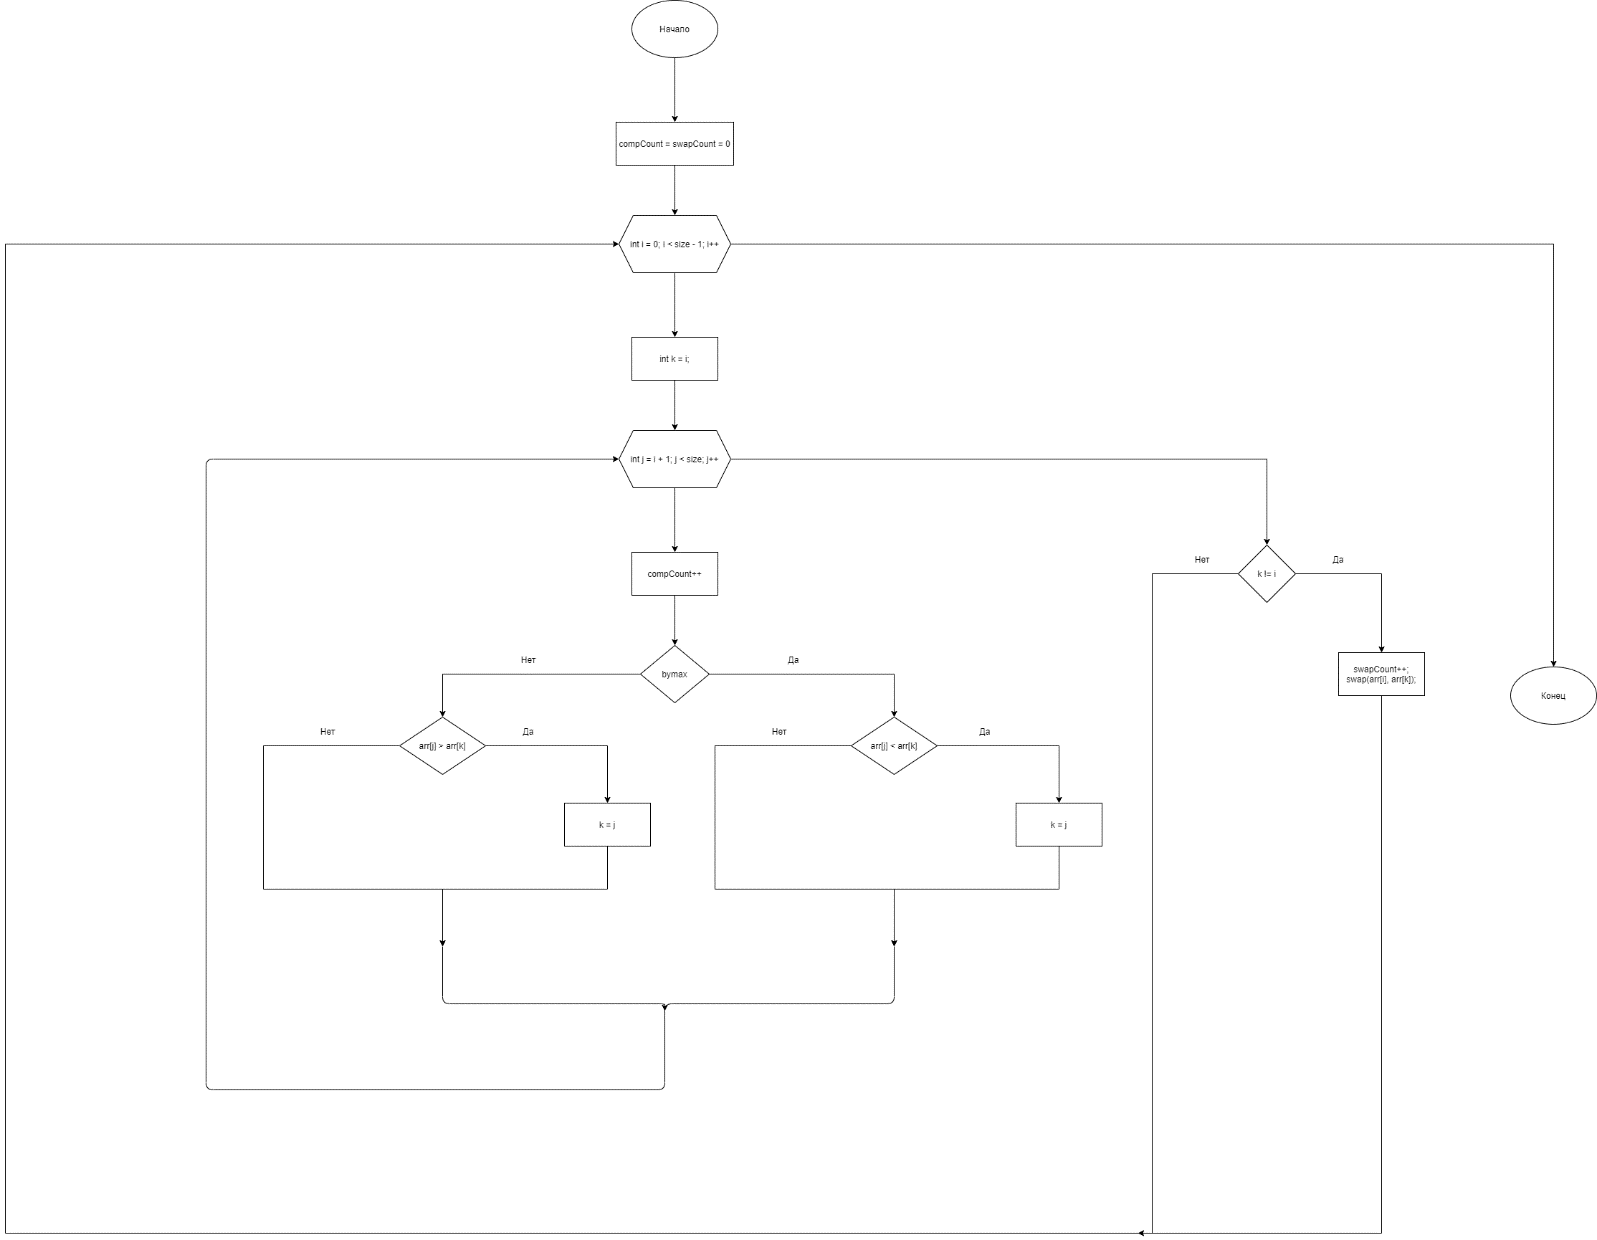 Начало
compCount = swapCount = 0
int i = 0; i < size - 1; i++
int k = i;
int j = i + 1; j < size; j++
compCount++
Нет
k != i
Да
Нет
bymax
Да
swapCount++;
swap(arr[i], arr[k]);
Конец
Нет
arr[j] > arr[k]
Да
Нет
arr[j] < arr[k]
Да
k = j
k = j